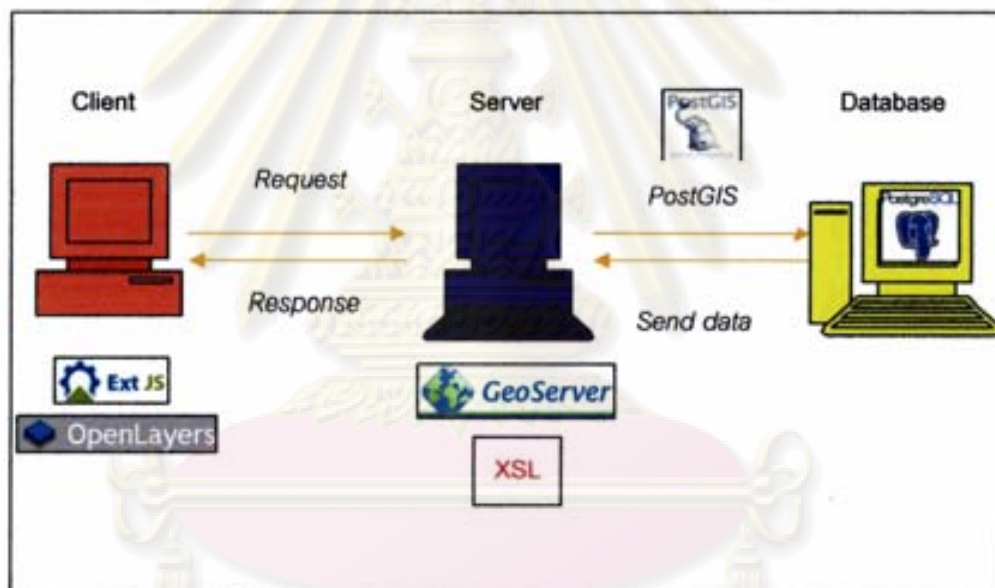 Client
Server
PostGIS
Database
Request
PostGIS
PostgreSQL
Response
Send data
Ext JS
GeoServer
OpenLayers
XSL